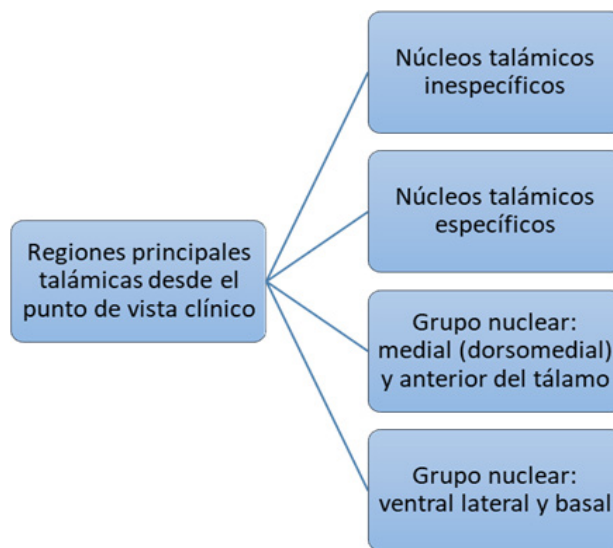 Regiones principales
talámicas desde el
punto de vista clínico
Núcleos talámicos
inespecíficos
Núcleos talámicos
específicos
Grupo nuclear:
medial (dorsomedial)
y anterior del tálamo
Grupo nuclear:
ventral lateral y basal